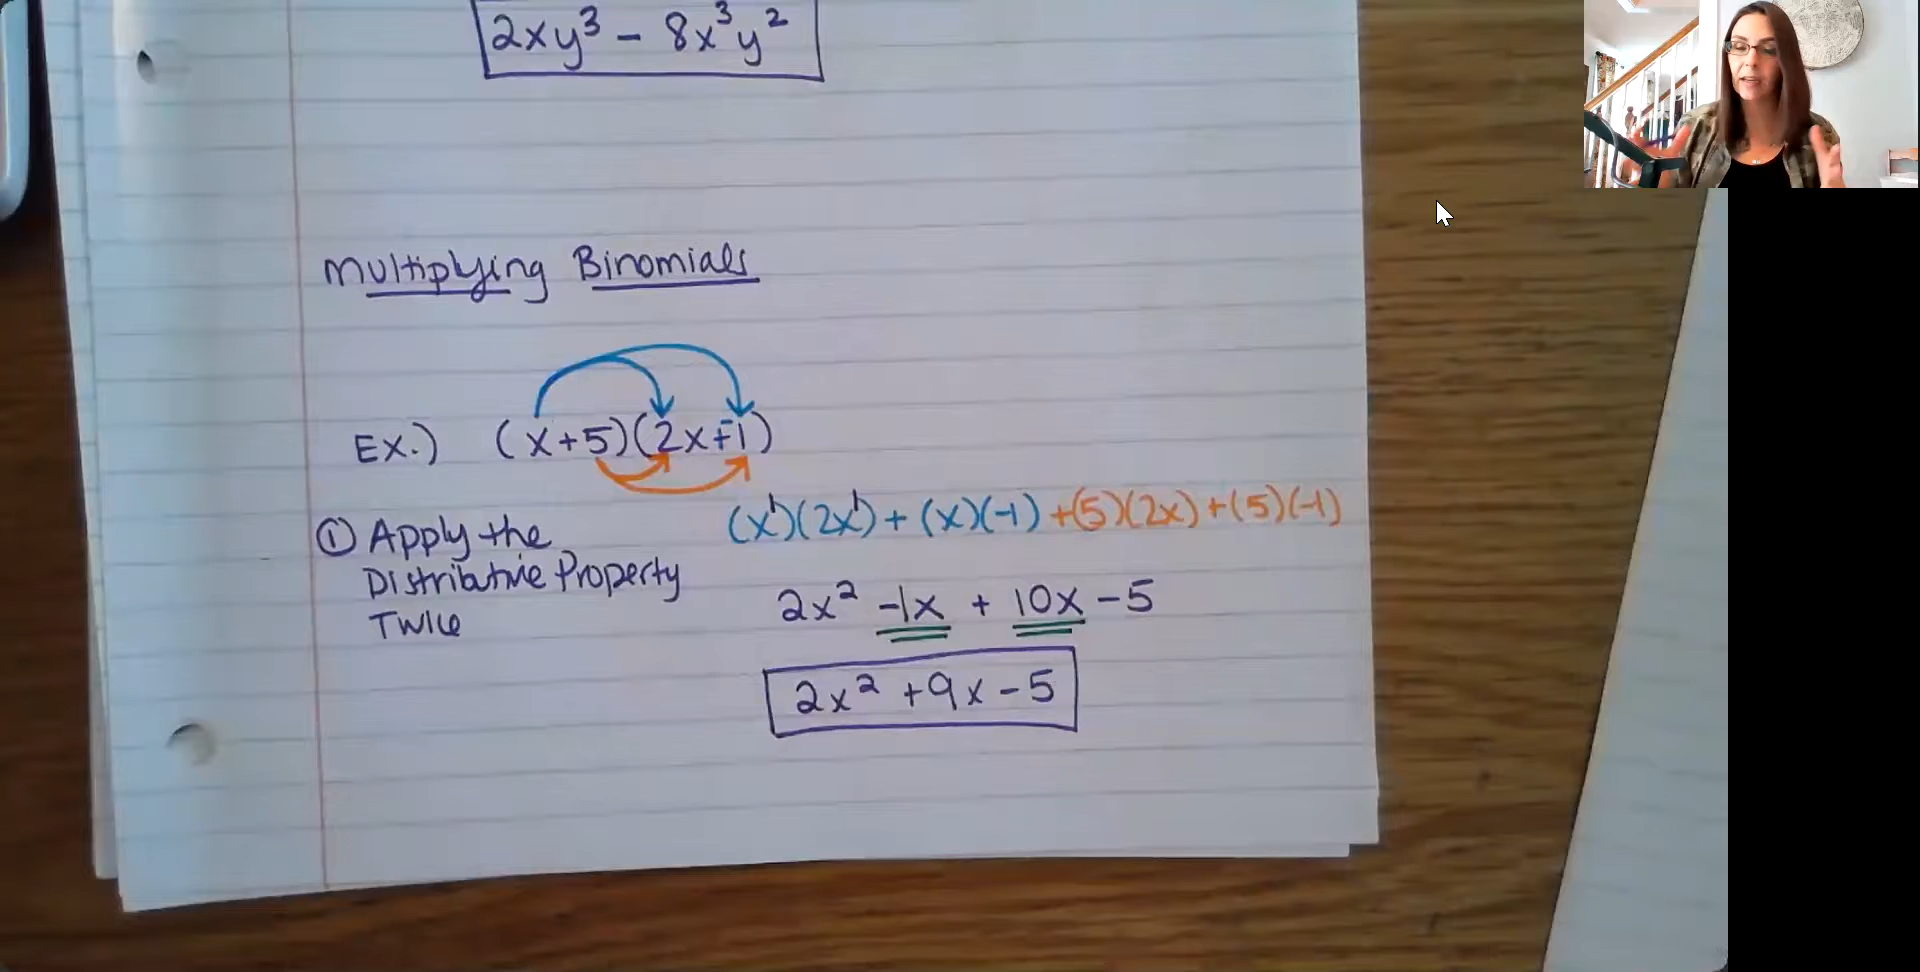 2xy³ - 8x³y²
Multiplying Binomials
Ex.) (x+5)(2x+-1)
① Apply the
Distributive Property
Twice
(x¹)(2x¹) + (x)(-1) + (5)(2x) + (5)(-1)
2x² -1x + 10x - 5
2x² + 9x - 5